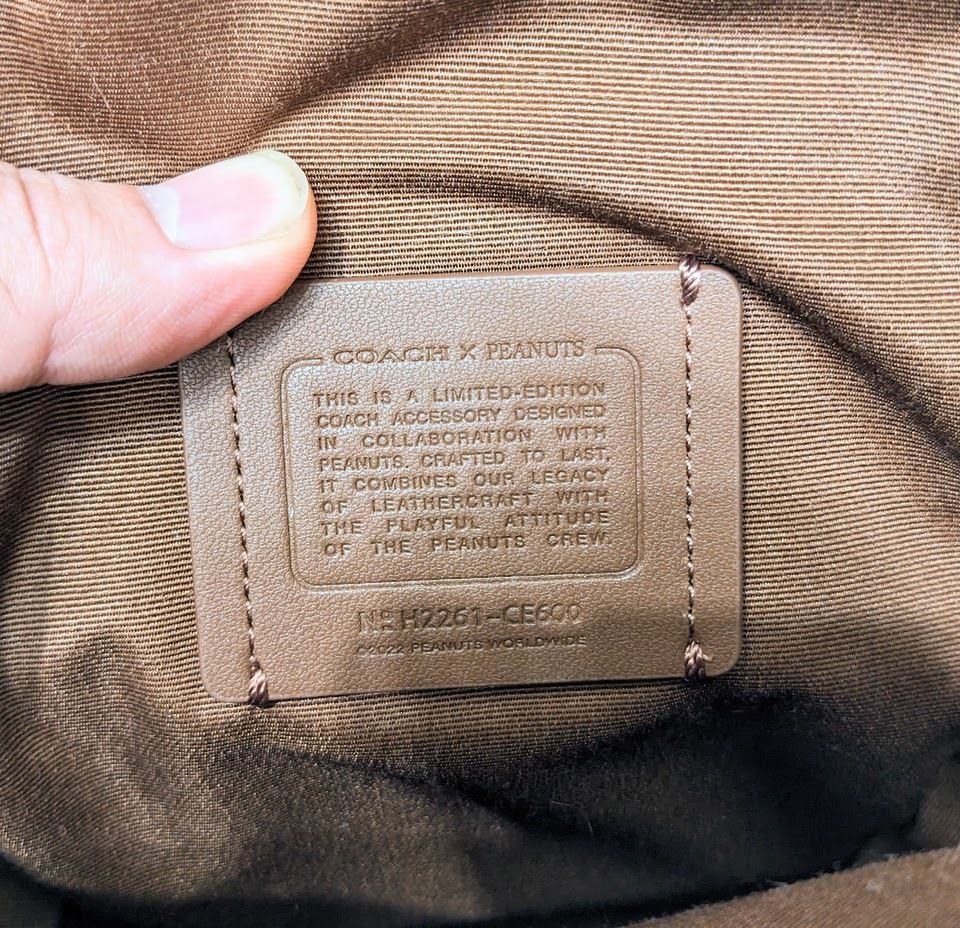 COACH X PEANUTS
THIS IS A LIMITED-EDITION
COACH ACCESSORY DESIGNED
IN COLLABORATION WITH
PEANUTS. CRAFTED TO LAST,
IT COMBINES OUR LEGACY
OF LEATHERCRAFT WITH
THE PLAYFUL ATTITUDE
OF THE PEANUTS CREW.
Nº H2261-CE600
©2022 PEANUTS WORLDWIDE